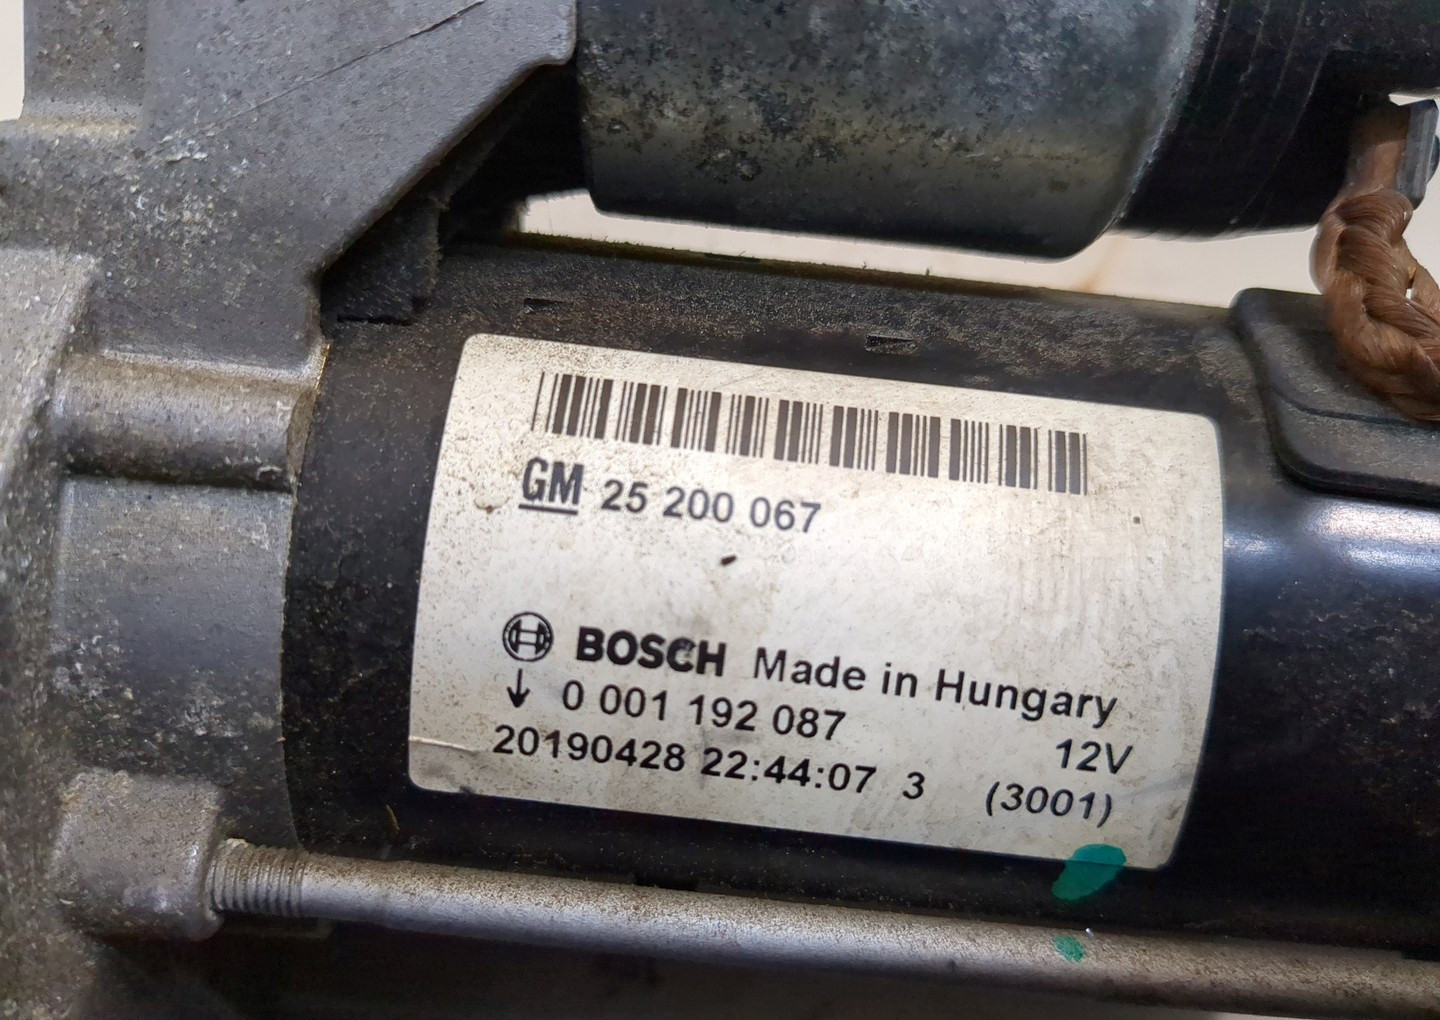 GM 25 200 067
BOSCH Made in Hungary
↓ 0 001 192 087
12V
20190428 22:44:07 3 (3001)